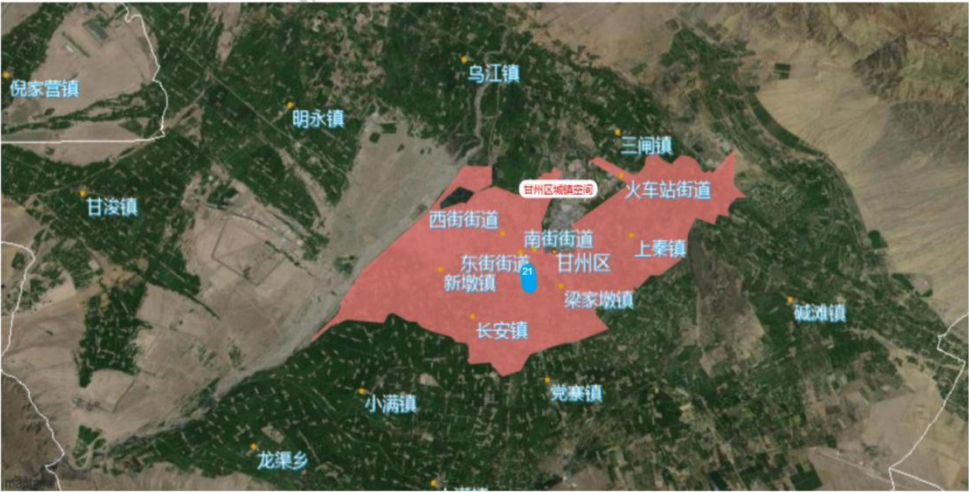 乌江镇
倪家营镇
明永镇
三闸镇
甘州区城镇空间
火车站街道
甘浚镇
西街街道
南街街道
上秦镇
东街街道
甘州区
21
新墩镇
梁家墩镇
碱滩镇
长安镇
党寨镇
小满镇
龙渠乡